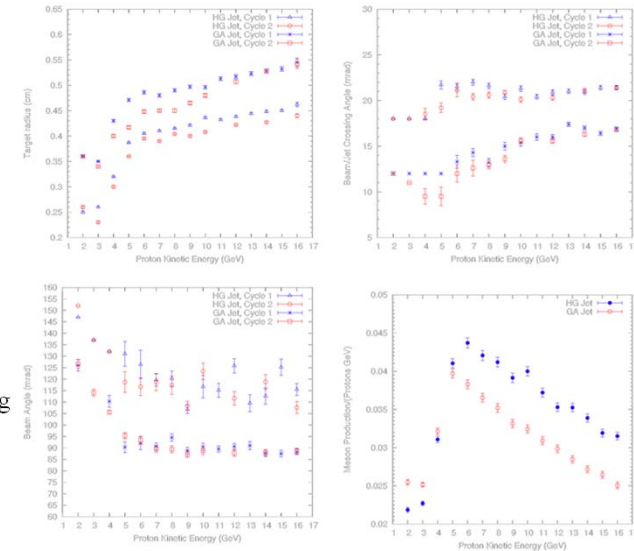 0.65
0.6
0.55
0.5
0.45
0.4
0.35
0.3
0.25
0.2
Target radius (cm)
HG Jet, Cycle 1
HG Jet, Cycle 2
GA Jet, Cycle 1
GA Jet, Cycle 2
1 2 3 4 5 6 7 8 9 10 11 12 13 14 15 16 17
Proton Kinetic Energy (GeV)
30
25
20
15
10
5
Beam/Jet Crossing Angle (mrad)
HG Jet, Cycle 1
HG Jet, Cycle 2
GA Jet, Cycle 1
GA Jet, Cycle 2
1 2 3 4 5 6 7 8 9 10 11 12 13 14 15 16 1
Proton Kinetic Energy (GeV)
160
155
150
145
140
135
130
125
120
115
110
105
100
95
90
85
80
75
70
65
60
Beam Angle (mrad)
HG Jet, Cycle 1
HG Jet, Cycle 2
GA Jet, Cycle 1
GA Jet, Cycle 2
1 2 3 4 5 6 7 8 9 10 11 12 13 14 15 16 17
Proton Kinetic Energy (GeV)
0.05
0.045
0.04
0.035
0.03
0.025
0.02
Meson Production/(Protons GeV)
HG Jet
GA Jet
1 2 3 4 5 6 7 8 9 10 11 12 13 14 15 16 1
Proton Kinetic Energy (GeV)